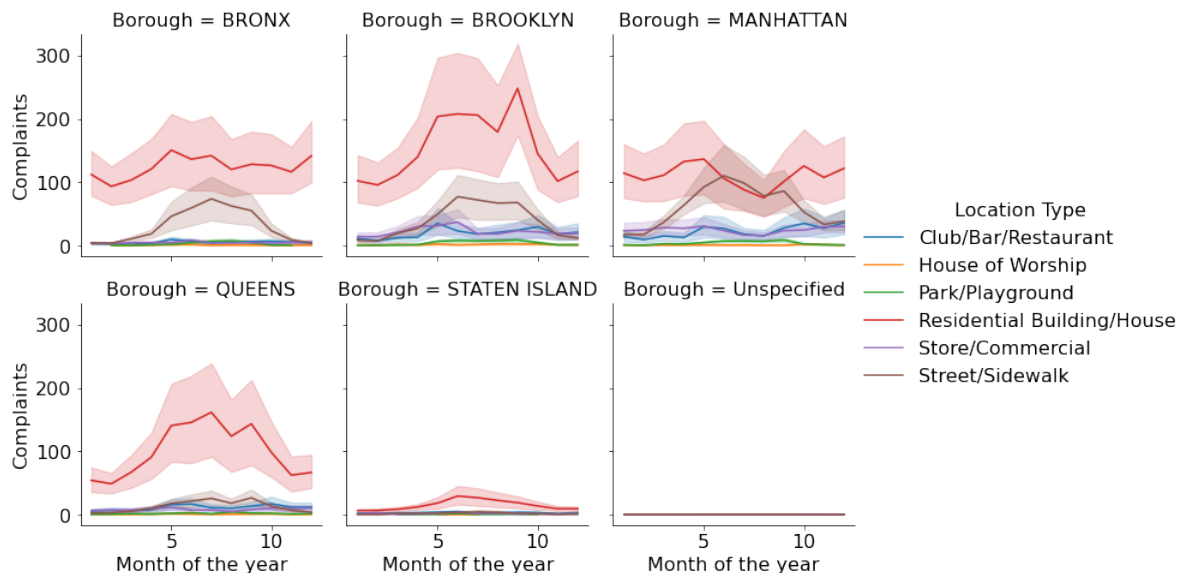 Borough = BRONX
Borough = BROOKLYN
Borough = MANHATTAN
300
200
100
0
Complaints
Borough = QUEENS
Borough = STATEN ISLAND
Borough = Unspecified
300
200
100
0
Complaints
5
10
5
10
5
10
Month of the year
Month of the year
Month of the year
Location Type
Club/Bar/Restaurant
House of Worship
Park/Playground
Residential Building/House
Store/Commercial
Street/Sidewalk